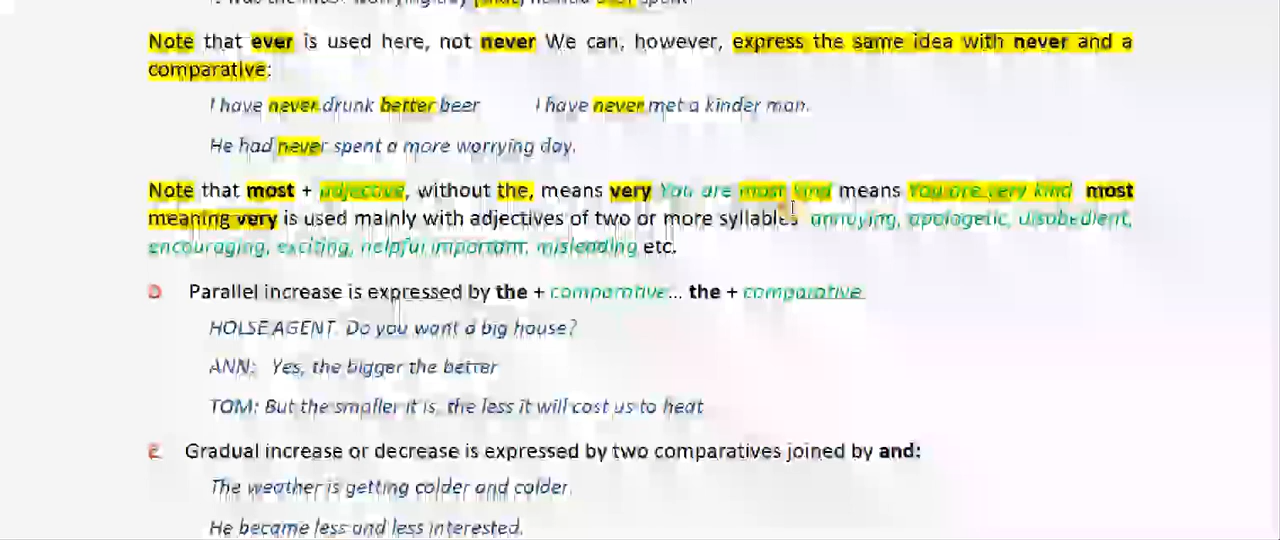 Note that ever is used here, not never We can, however, express the same idea with never and a
comparative:
I have never drunk better beer I have never met a kinder man.
He had never spent a more worrying day.
Note that most + adjective, without the, means very You are most kind means You are very kind most
meaning very is used mainly with adjectives of two or more syllables annoying, apologetic, disobedient,
encouraging, exciting, helpful important, misleading etc.
D Parallel increase is expressed by the + comparative... the + comparative
HOUSE AGENT. Do you want a big house?
ANN: Yes, the bigger the better
TOM: But the smaller it is, the less it will cost us to heat
E Gradual increase or decrease is expressed by two comparatives joined by and:
The weather is getting colder and colder.
He became less and less interested.